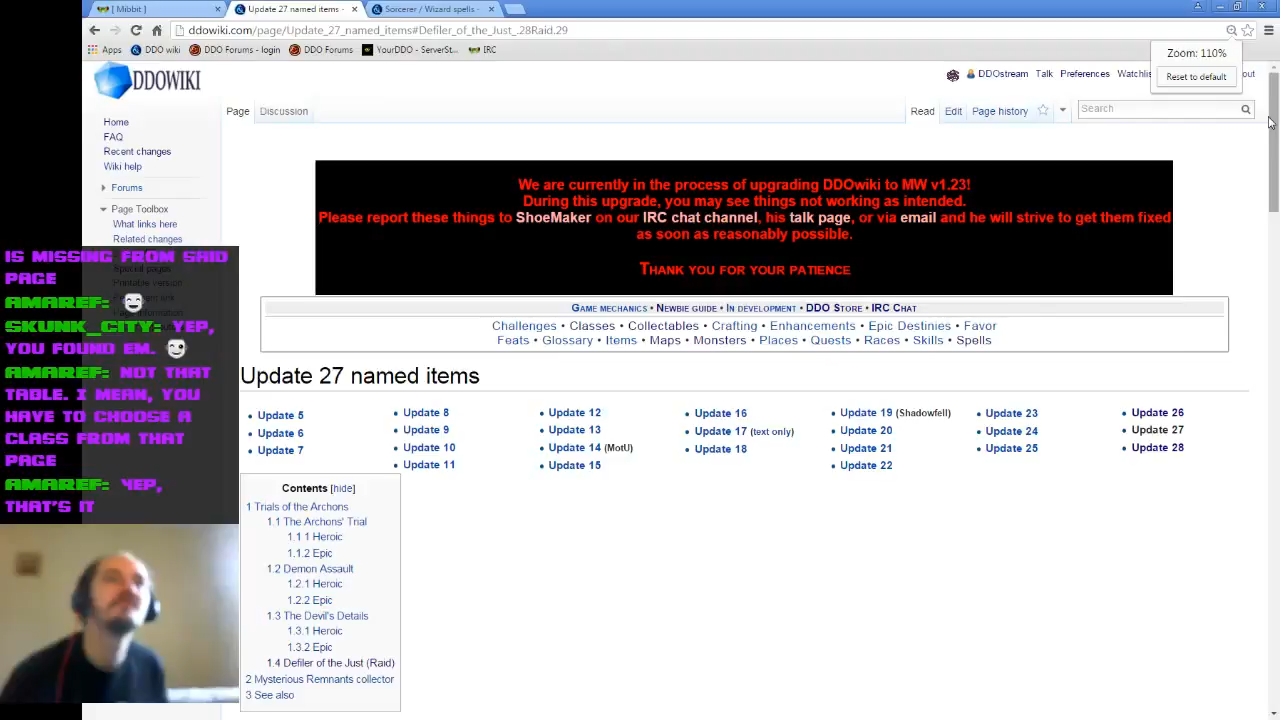 [ Mibbit ]
Update 27 named items -
Sorcerer / Wizard spells -
ddowiki.com/page/Update_27_named_items#Defiler_of_the_Just_.28Raid.29
Apps DDO wiki DDO Forums - login DDO Forums YourDDO - ServerSt... IRC
Zoom: 110%
Reset to default
DDOWIKI
DDOstream Talk Preferences Watchlis out
Page Discussion Read Edit Page history Search
Home
FAQ
Recent changes
Wiki help
Forums
Page Toolbox
What links here
Related changes
Special pages
Printable version
We are currently in the process of upgrading DDOwiki to MW v1.23!
During this upgrade, you may see things not working as intended.
Please report these things to ShoeMaker on our IRC chat channel, his talk page, or via email and he will strive to get them fixed
as soon as reasonably possible.
Thank you for your patience
Game mechanics • Newbie guide • In development • DDO Store • IRC Chat
Challenges • Classes • Collectables • Crafting • Enhancements • Epic Destinies • Favor
Feats • Glossary • Items • Maps • Monsters • Places • Quests • Races • Skills • Spells
IS MISSING FROM SAID
PAGE
AMAREF:
SKUNK_CITY: YEP,
YOU FOUND EM.
AMAREF: NOT THAT
TABLE. I MEAN, YOU
HAVE TO CHOOSE A
CLASS FROM THAT
PAGE
AMAREF: YEP,
THAT'S IT
Update 27 named items
Update 5
Update 6
Update 7
Update 8
Update 9
Update 10
Update 11
Update 12
Update 13
Update 14 (MotU)
Update 15
Update 16
Update 17 (text only)
Update 18
Update 19 (Shadowfell)
Update 20
Update 21
Update 22
Update 23
Update 24
Update 25
Update 26
Update 27
Update 28
Contents [hide]
1 Trials of the Archons
1.1 The Archons' Trial
1.1.1 Heroic
1.1.2 Epic
1.2 Demon Assault
1.2.1 Heroic
1.2.2 Epic
1.3 The Devil's Details
1.3.1 Heroic
1.3.2 Epic
1.4 Defiler of the Just (Raid)
2 Mysterious Remnants collector
3 See also